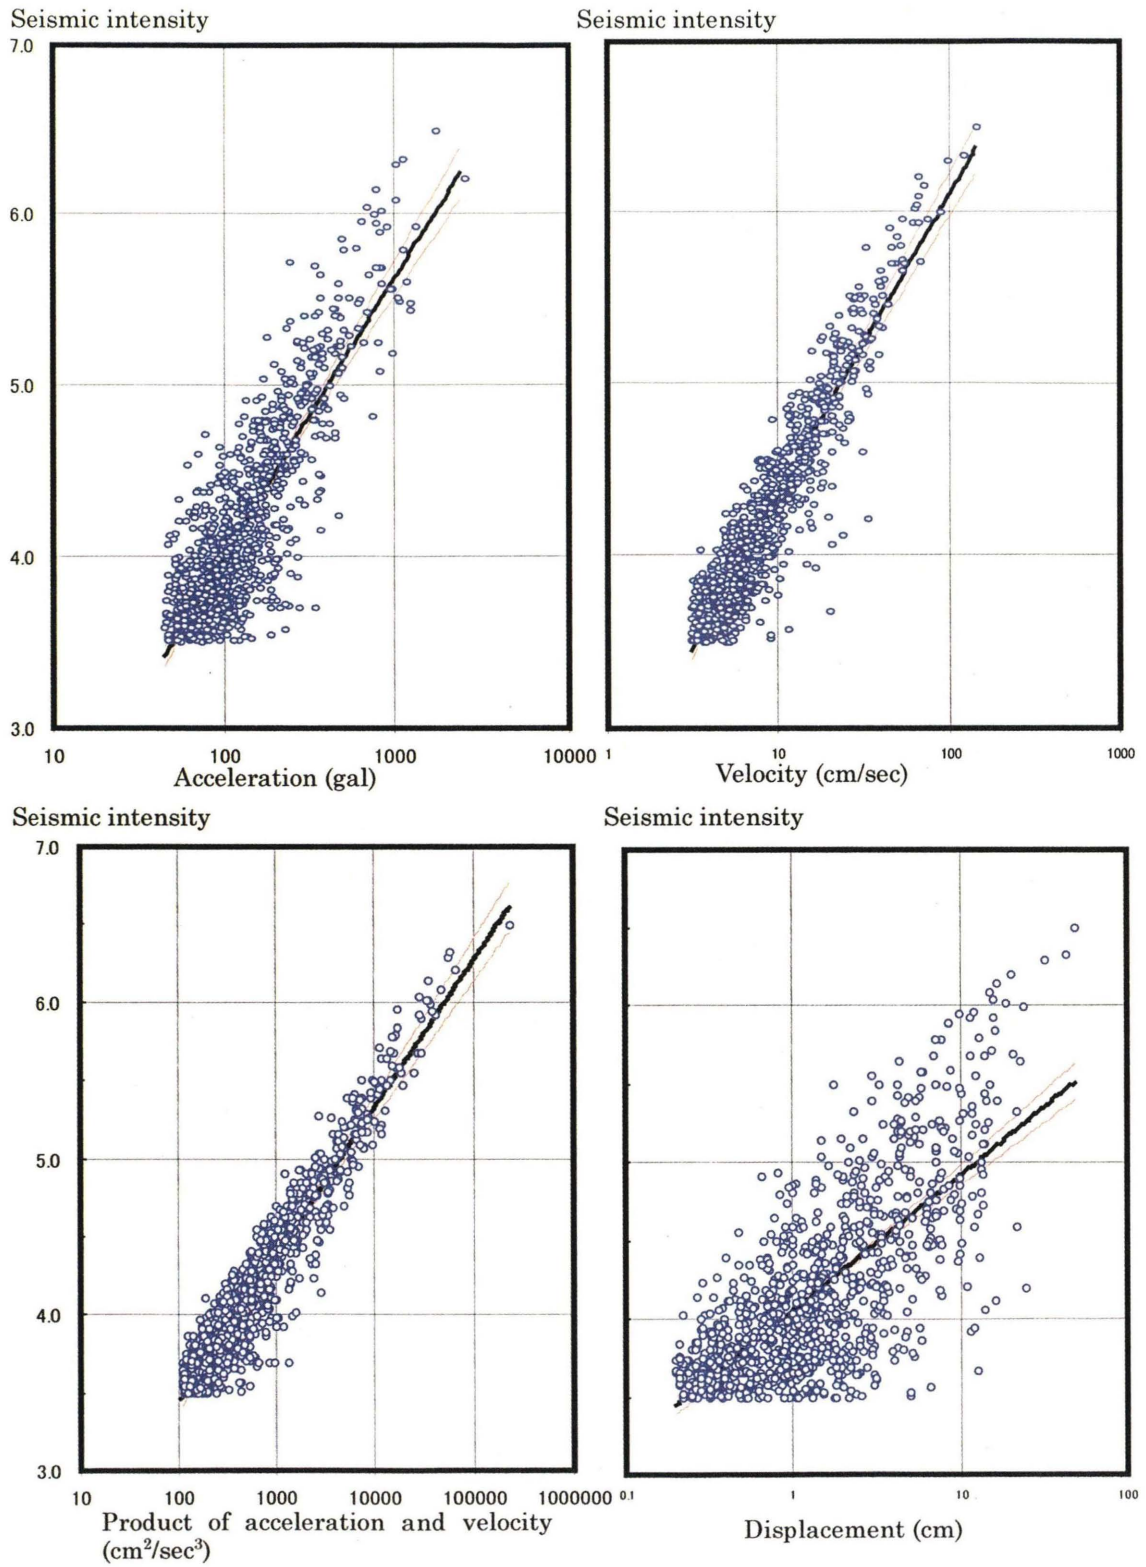 Seismic intensity
7.0
6.0
5.0
4.0
3.0
10 100 1000 10000
Acceleration (gal)
Seismic intensity
1 10 100 1000
Velocity (cm/sec)
Seismic intensity
7.0
6.0
5.0
4.0
3.0
10 100 1000 10000 100000 1000000
Product of acceleration and velocity
(cm²/sec³)
Seismic intensity
0.1 1 10 100
Displacement (cm)